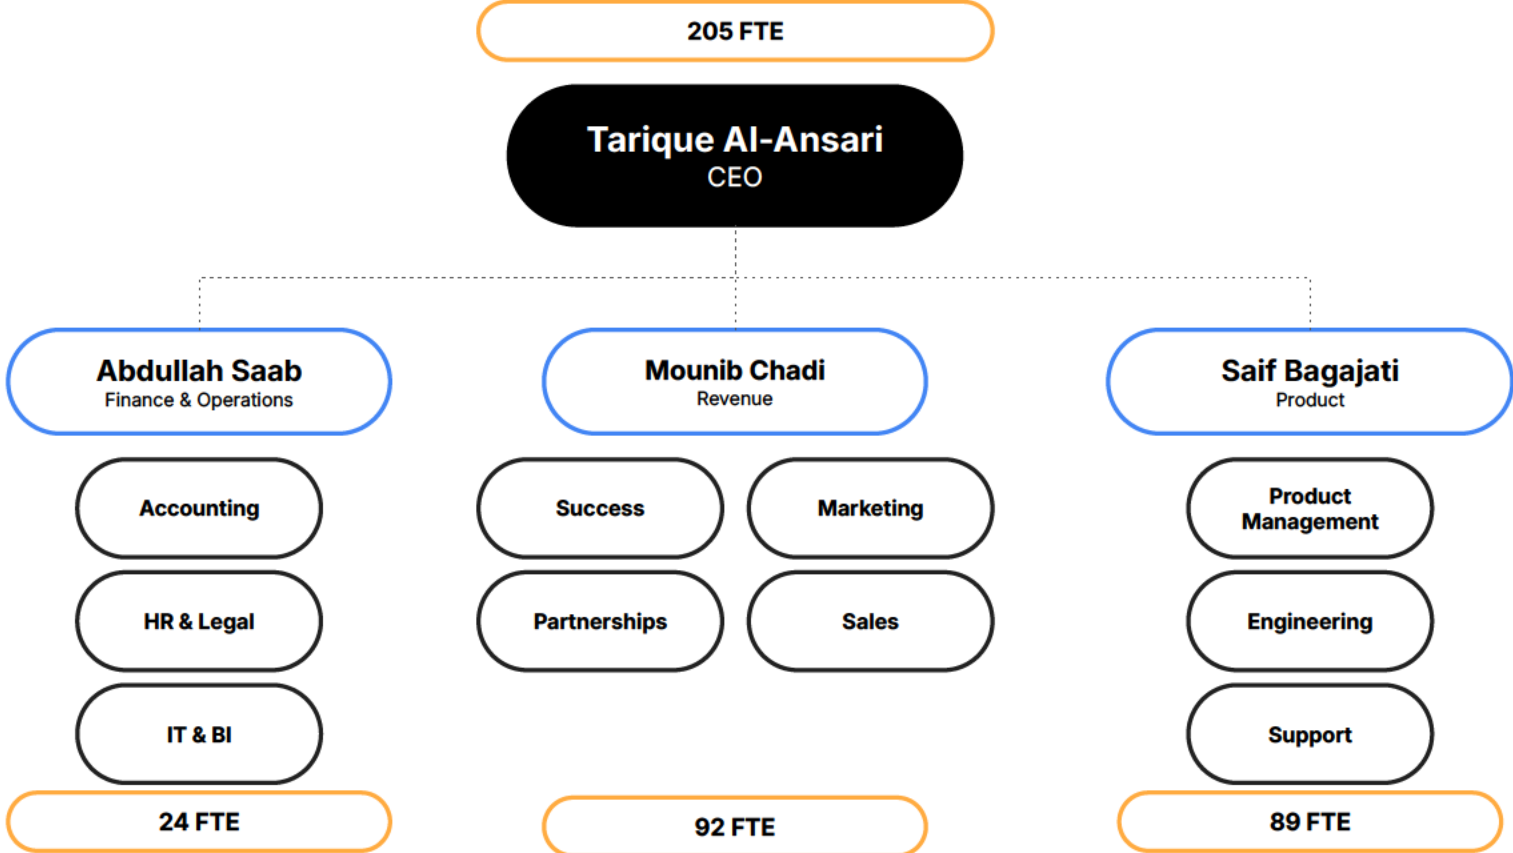 205 FTE
Tarique Al-Ansari
CEO
Abdullah Saab
Finance & Operations
Mounib Chadi
Revenue
Saif Bagajati
Product
Accounting
HR & Legal
IT & BI
24 FTE
Success
Marketing
Partnerships
Sales
92 FTE
Product
Management
Engineering
Support
89 FTE